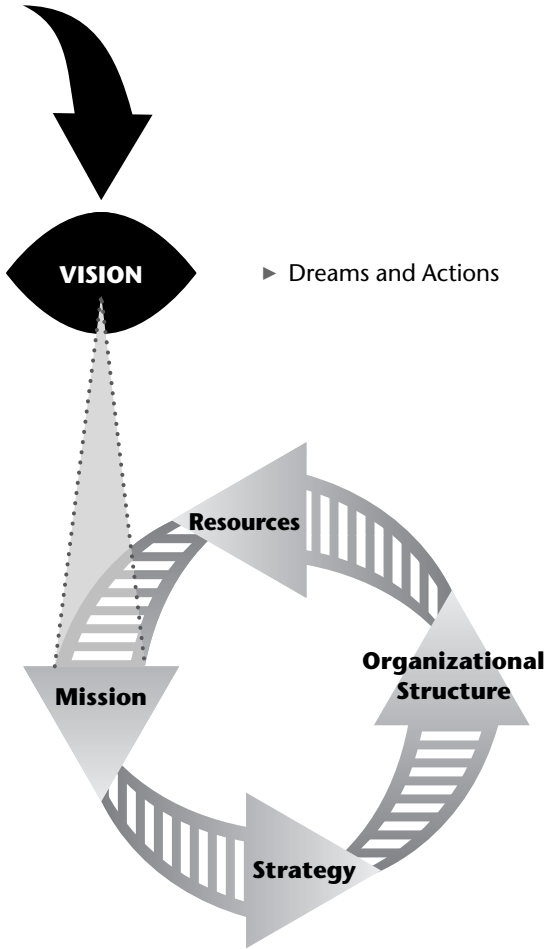 VISION
► Dreams and Actions
Resources
Organizational
Structure
Mission
Strategy